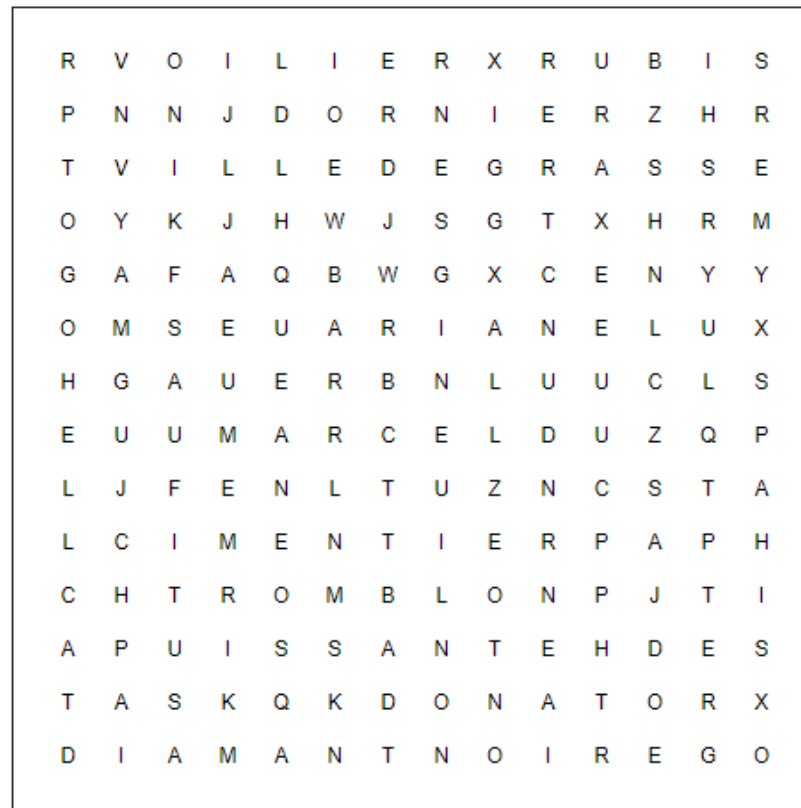 R V O I L I E R X R U B I S
P N N J D O R N I E R Z H R
T V I L L E D E G R A S S E
O Y K J H W J S G T X H R M
G A F A Q B W G X C E N Y Y
O M S E U A R I A N E L U X
H G A U E R B N L U U C L S
E U U M A R C E L D U Z Q P
L J F E N L T U Z N C S T A
L C I M E N T I E R P A P H
C H T R O M B L O N P J T I
A P U I S S A N T E H D E S
T A S K Q K D O N A T O R X
D I A M A N T N O I R E G O